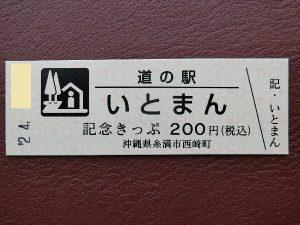 道の駅
いとまん
記念きっぷ 200円(税込)
沖縄県糸満市西崎町
記・いとまん
24.